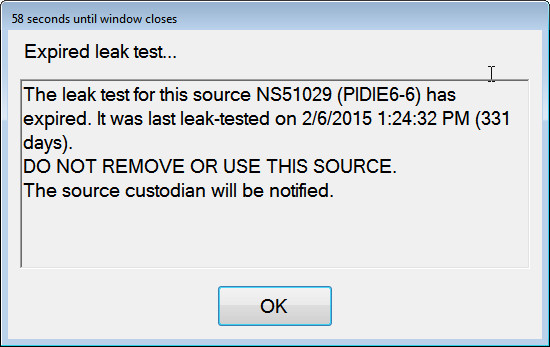 58 seconds until window closes
Expired leak test...
The leak test for this source NS51029 (PIDIE6-6) has
expired. It was last leak-tested on 2/6/2015 1:24:32 PM (331
days).
DO NOT REMOVE OR USE THIS SOURCE.
The source custodian will be notified.
OK